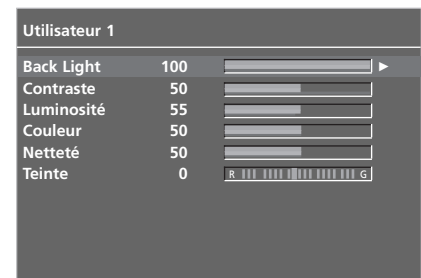 Utilisateur 1
Back Light 100
Contraste 50
Luminosité 55
Couleur 50
Netteté 50
Teinte 0 R G